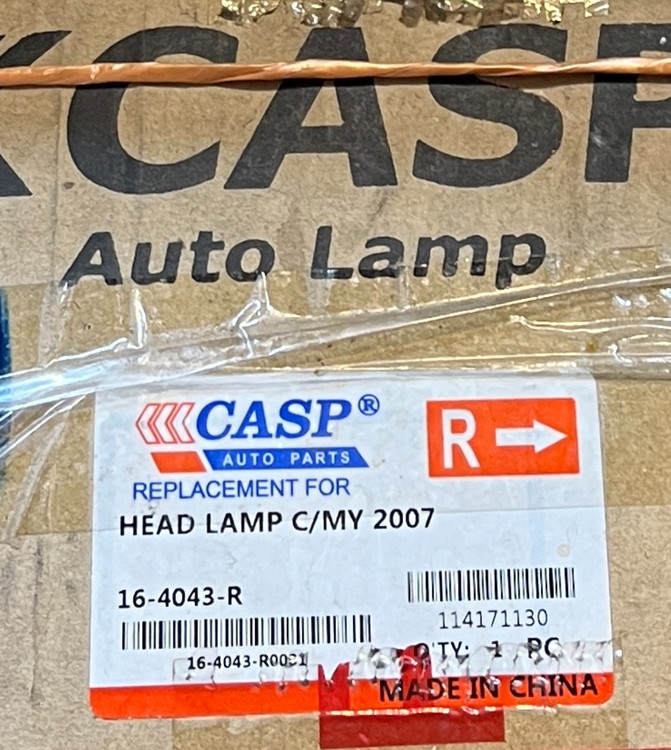 CASP
Auto Lamp
CASP®
AUTO PARTS
R
REPLACEMENT FOR
HEAD LAMP C/MY 2007
16-4043-R
114171130
Q'TY: 1 PC
MADE IN CHINA